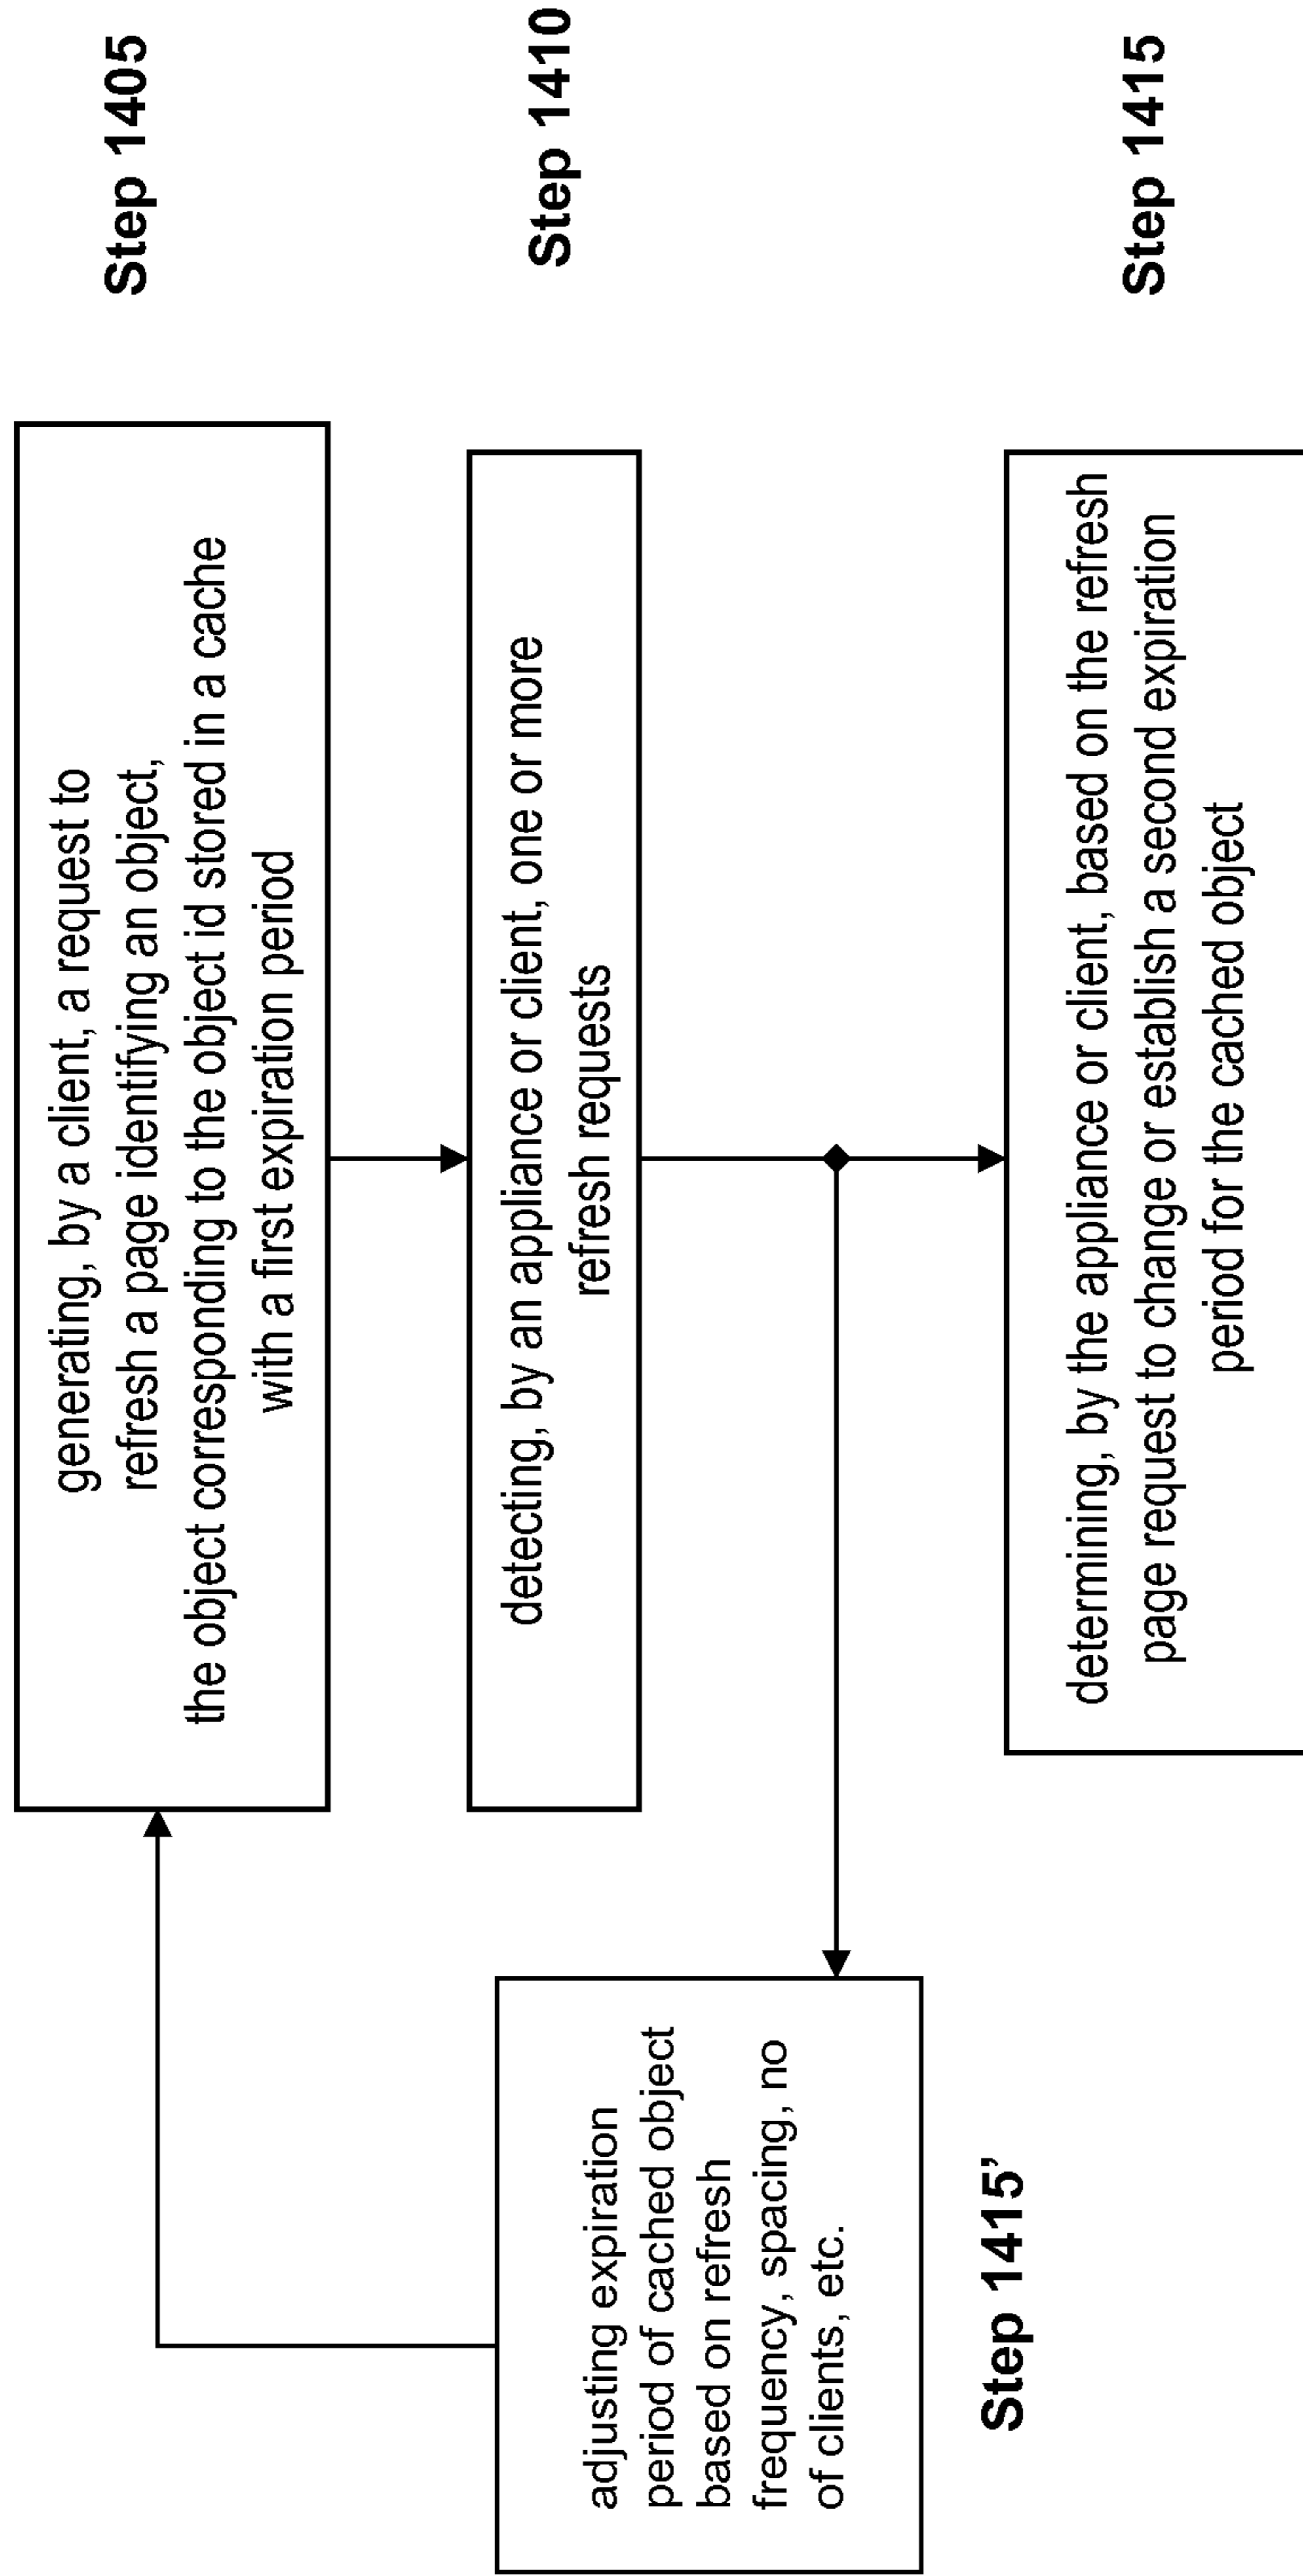 generating, by a client, a request to
refresh a page identifying an object,
the object corresponding to the object id stored in a cache
with a first expiration period
Step 1405
detecting, by an appliance or client, one or more
refresh requests
Step 1410
adjusting expiration
period of cached object
based on refresh
frequency, spacing, no
of clients, etc.
Step 1415’
determining, by the appliance or client, based on the refresh
page request to change or establish a second expiration
period for the cached object
Step 1415